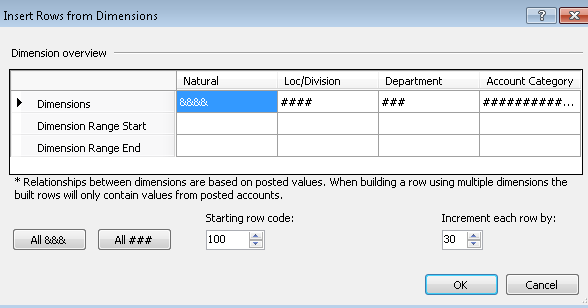 Insert Rows from Dimensions
Dimension overview
Natural Loc/Division Department Account Category
Dimensions &&&& #### ### ##########...
Dimension Range Start
Dimension Range End
* Relationships between dimensions are based on posted values. When building a row using multiple dimensions the
built rows will only contain values from posted accounts.
Starting row code: Increment each row by:
All &&& All ### 100 30
OK Cancel